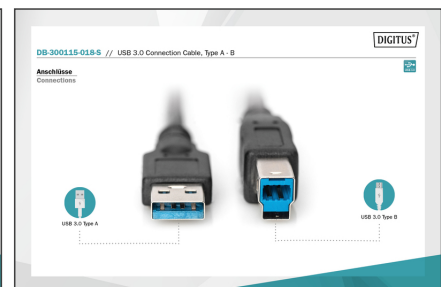 DIGITUS®
DB-300115-018-S // USB 3.0 Connection Cable, Type A - B
Anschlüsse
Connections
USB 3.0 Type A
USB 3.0 Type B